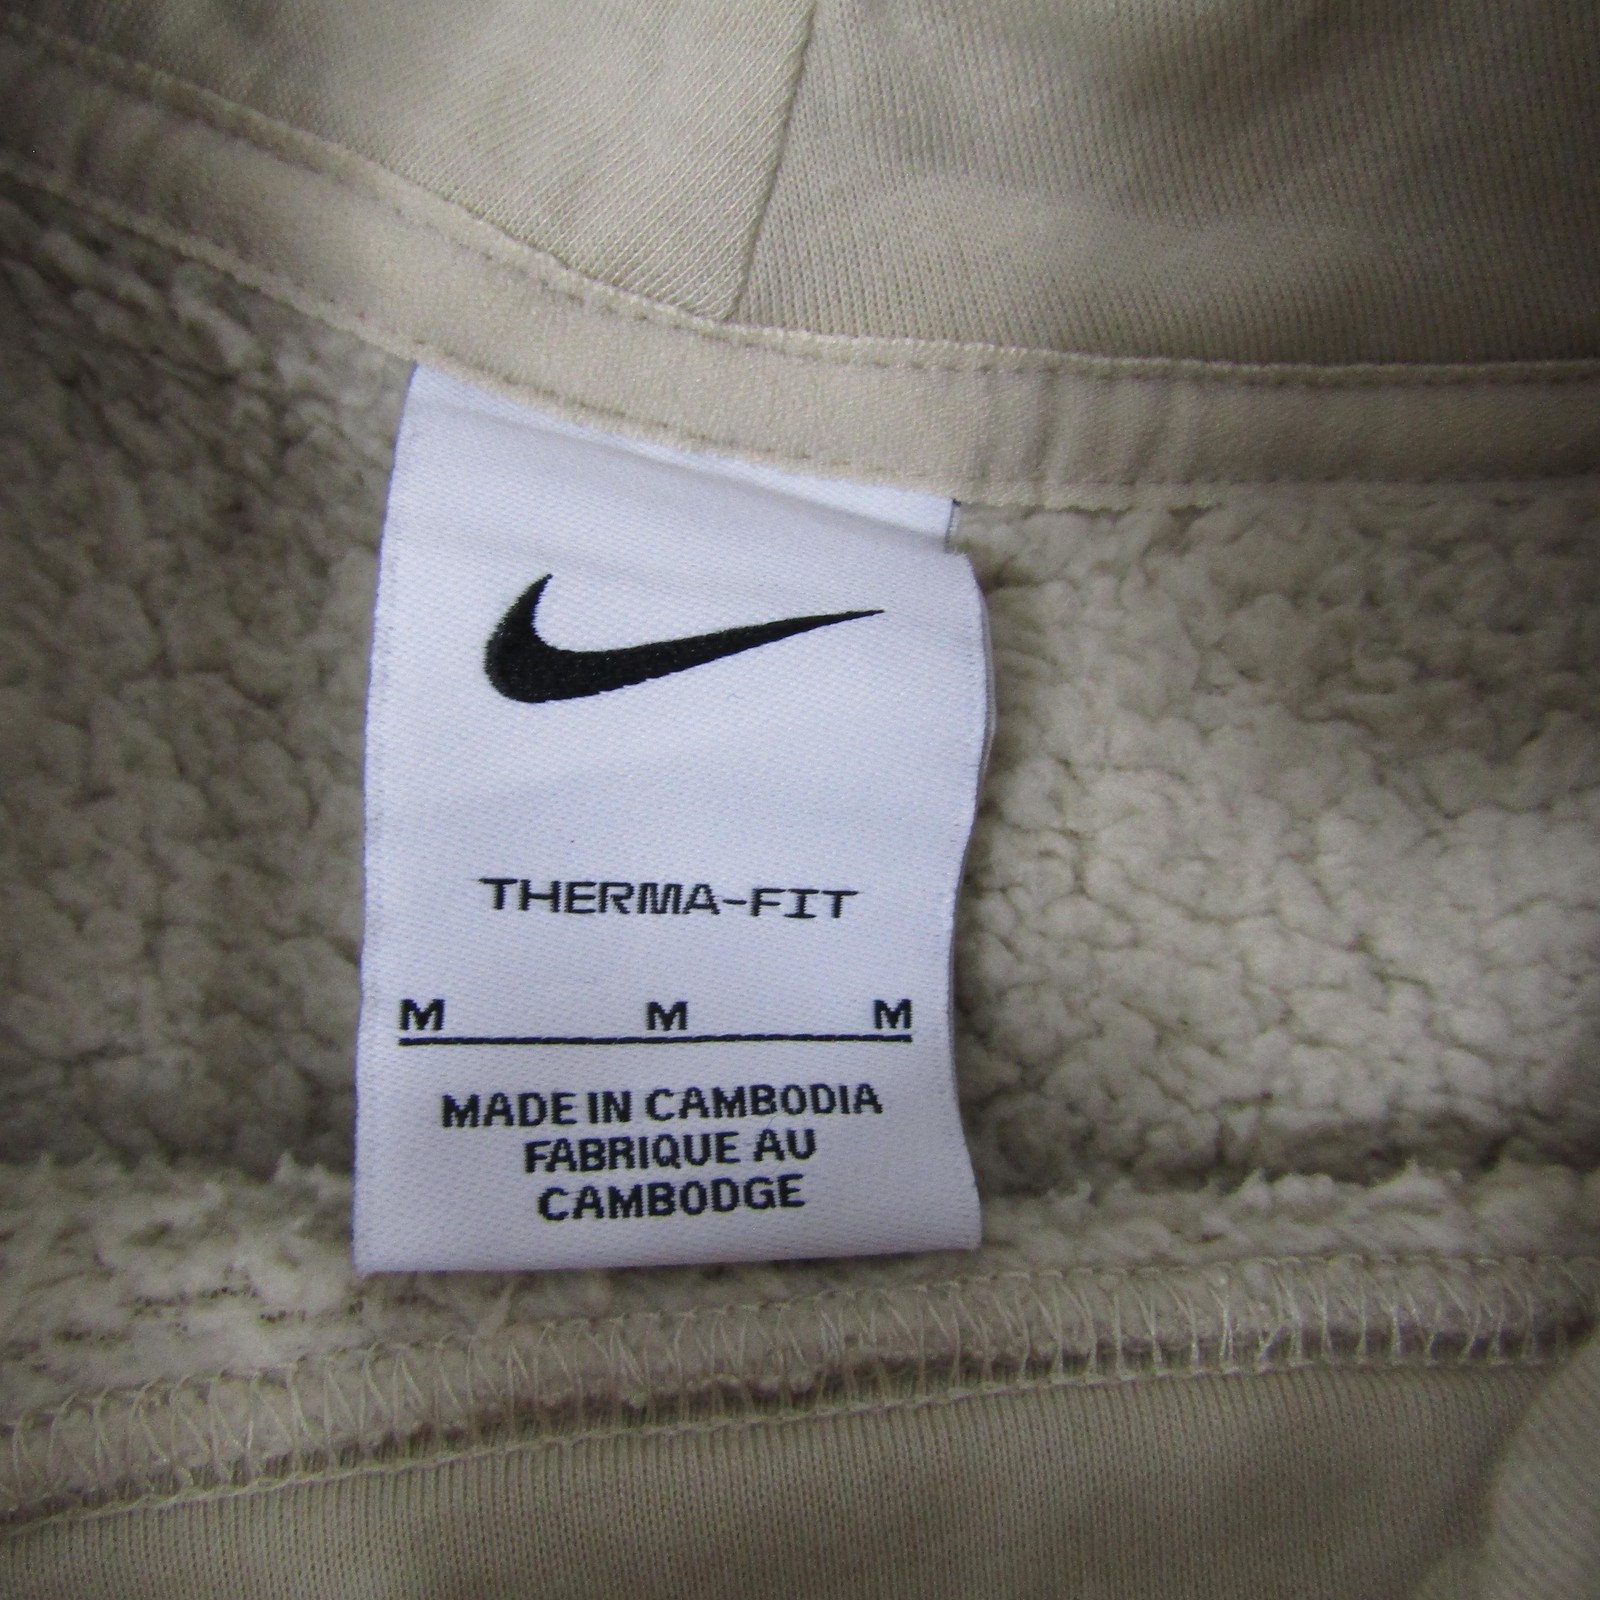 THERMA-FIT
M M M
MADE IN CAMBODIA
FABRIQUE AU
CAMBODGE